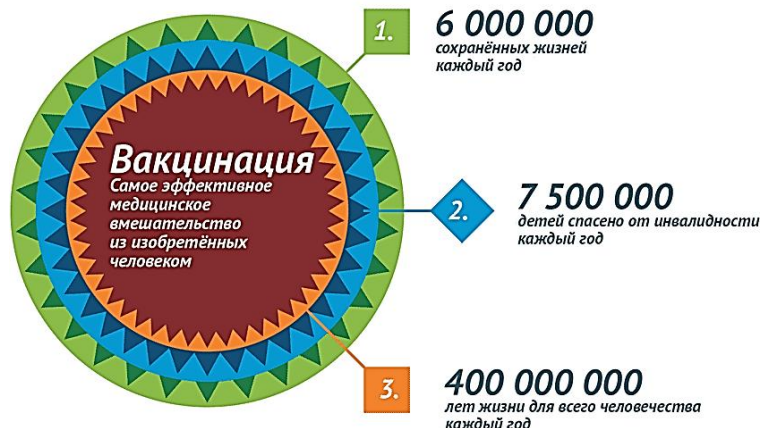 Вакцинация
Самое эффективное
медицинское
вмешательство
из изобретённых
человеком
1.
6 000 000
сохранённых жизней
каждый год
2.
7 500 000
детей спасено от инвалидности
каждый год
3.
400 000 000
лет жизни для всего человечества
каждый год